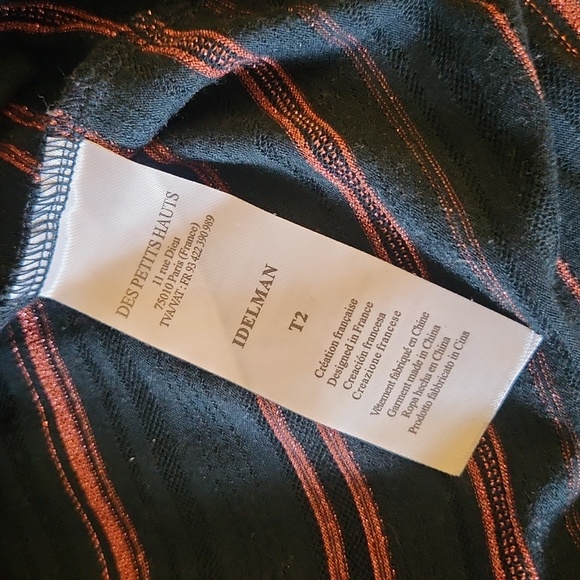 DES PETITS HAUTS
11 rue Dieu
75010 Paris (France)
TVA/VAT : FR 93 422 390 989
IDELMAN
T2
Création française
Designed in France
Creación francesa
Creazione francese
Vêtement fabriqué en Chine
Garment made in China
Ropa hecha en China
Prodotto fabbricato in Cina